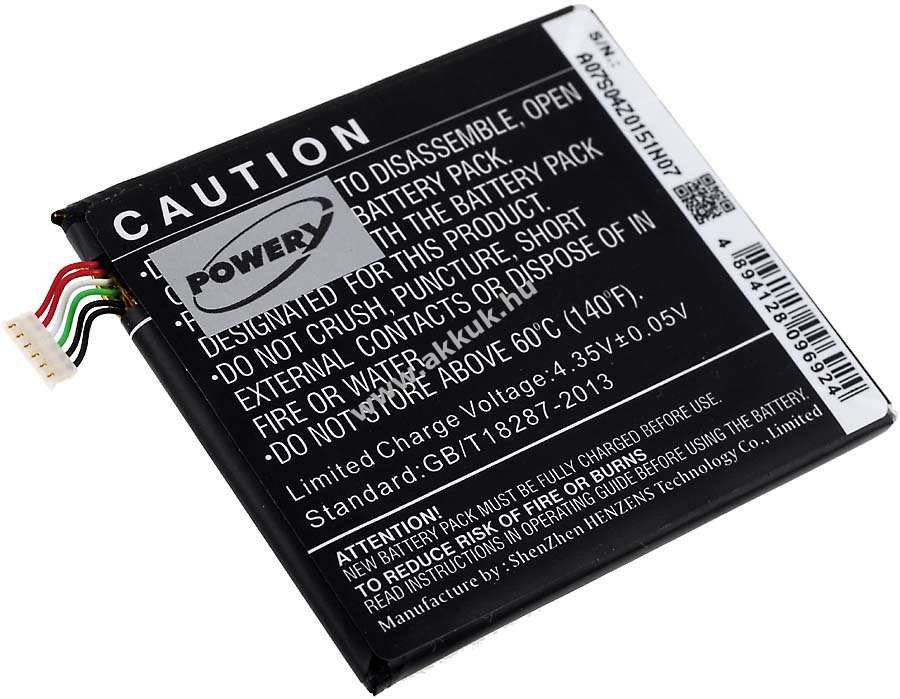 CAUTION
POWERY
TO DISASSEMBLE, OPEN
BATTERY PACK.
WITH THE BATTERY PACK
DESIGNATED FOR THIS PRODUCT.
•DO NOT CRUSH, PUNCTURE, SHORT
EXTERNAL CONTACTS OR DISPOSE OF IN
FIRE OR WATER.
•DO NOT STORE ABOVE 60°C (140°F).
Limited Charge Voltage:4.35V±0.05V
Standard:GB/T18287-2013
ATTENTION!
NEW BATTERY PACK MUST BE FULLY CHARGED BEFORE USE.
TO REDUCE RISK OF FIRE OR BURNS
READ INSTRUCTIONS IN OPERATING GUIDE BEFORE USING THE BATTERY.
Manufacture by : ShenZhen HENZENS Technology Co., Limited
S/N.:
A07S04Z0151N07
4 894128 096924
www.akkuk.hu